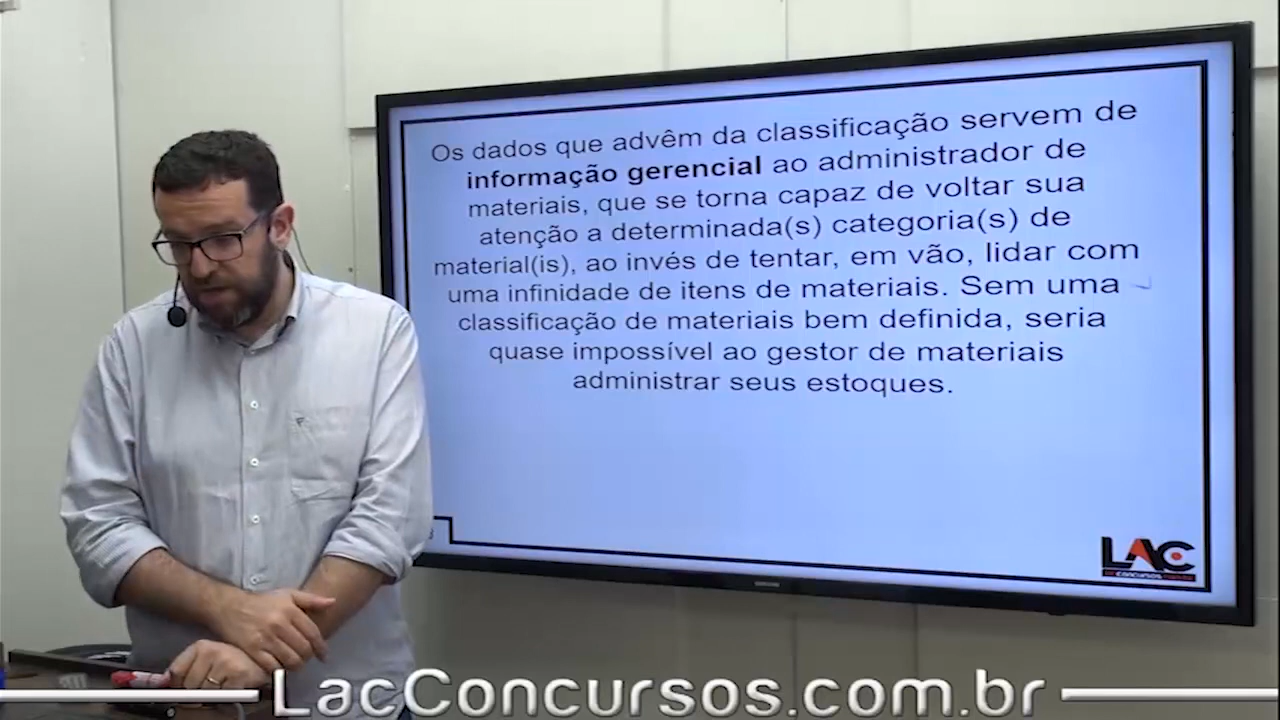 Os dados que advêm da classificação servem de
informação gerencial ao administrador de
materiais, que se torna capaz de voltar sua
atenção a determinada(s) categoria(s) de
material(is), ao invés de tentar, em vão, lidar com
uma infinidade de itens de materiais. Sem uma
classificação de materiais bem definida, seria
quase impossível ao gestor de materiais
administrar seus estoques.
LAC
SAMSUNG
LacConcursos.com.br